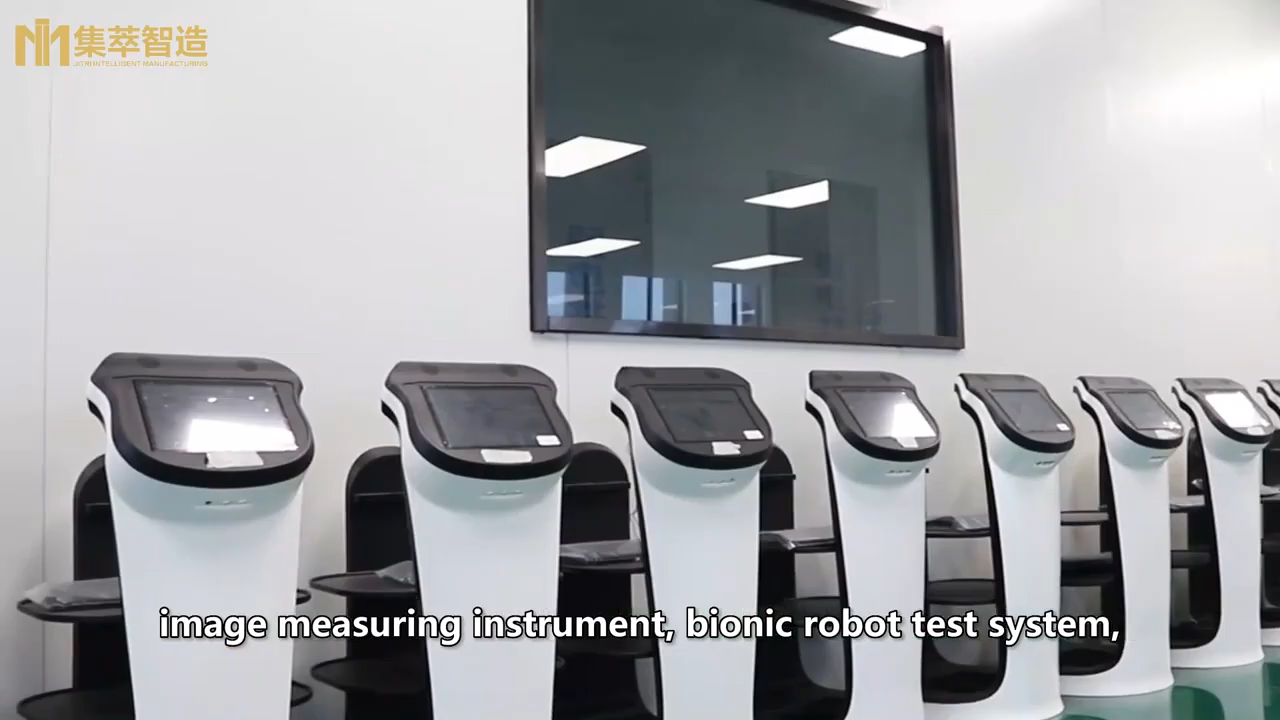 集萃智造
JITRI INTELLIGENT MANUFACTURING
image measuring instrument, bionic robot test system,